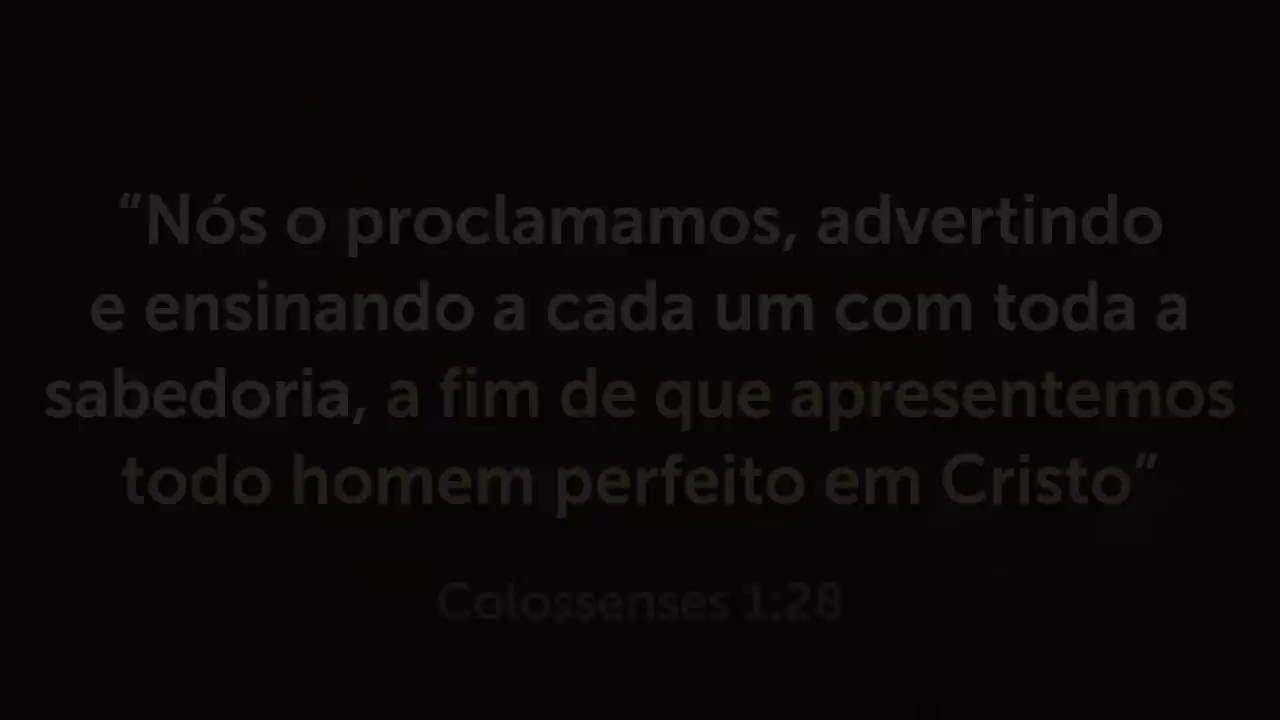 “Nós o proclamamos, advertindo
e ensinando a cada um com toda a
sabedoria, a fim de que apresentemos
todo homem perfeito em Cristo”
Colossenses 1:28